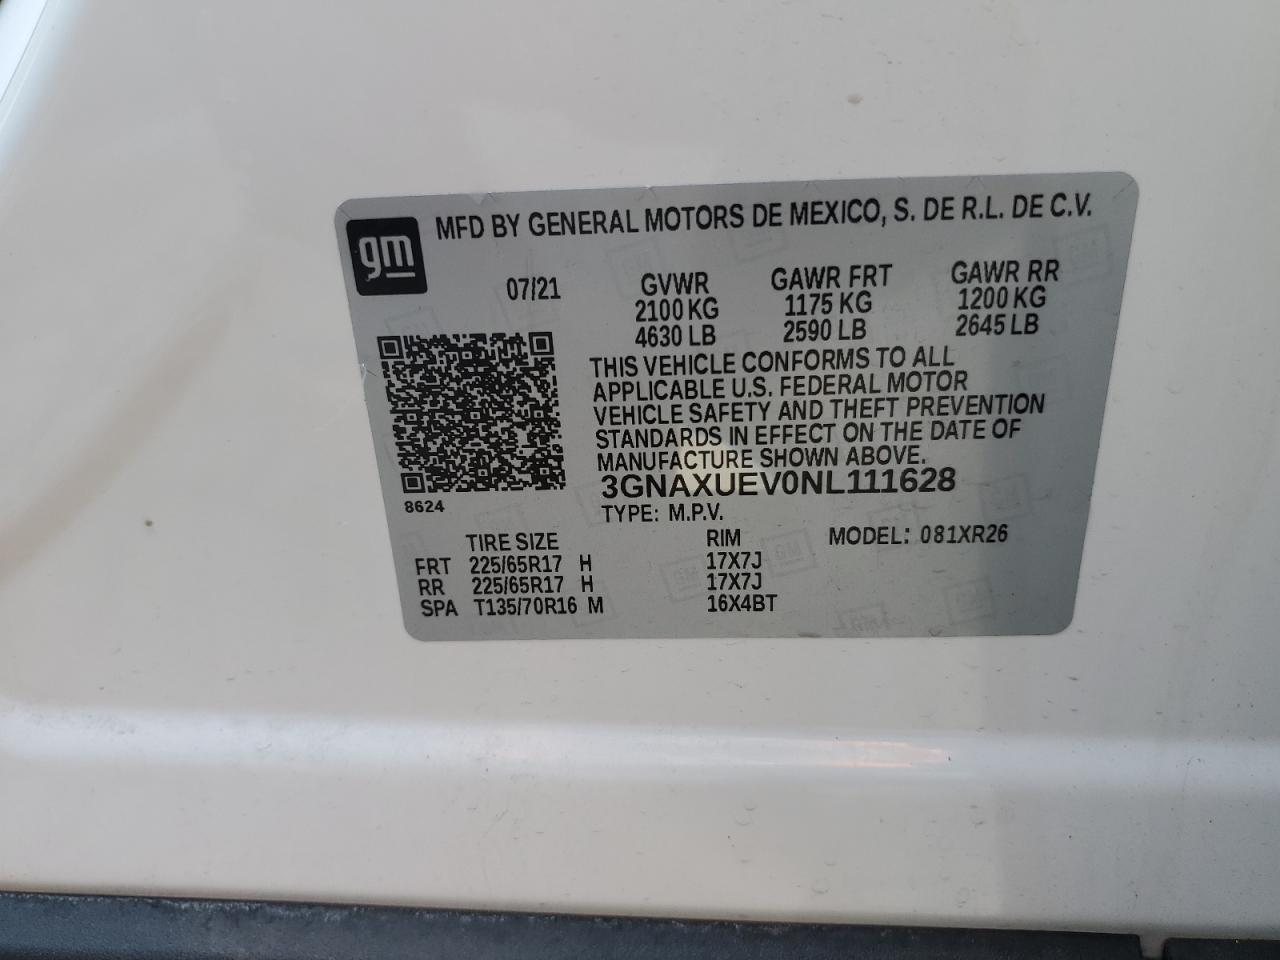 gm
MFD BY GENERAL MOTORS DE MEXICO, S. DE R.L. DE C.V.
07/21 GVWR GAWR FRT GAWR RR
2100 KG 1175 KG 1200 KG
4630 LB 2590 LB 2645 LB
THIS VEHICLE CONFORMS TO ALL
APPLICABLE U.S. FEDERAL MOTOR
VEHICLE SAFETY AND THEFT PREVENTION
STANDARDS IN EFFECT ON THE DATE OF
MANUFACTURE SHOWN ABOVE.
3GNAXUEV0NL111628
8624
TYPE: M.P.V.
TIRE SIZE RIM MODEL: 081XR26
FRT 225/65R17 H 17X7J
RR 225/65R17 H 17X7J
SPA T135/70R16 M 16X4BT